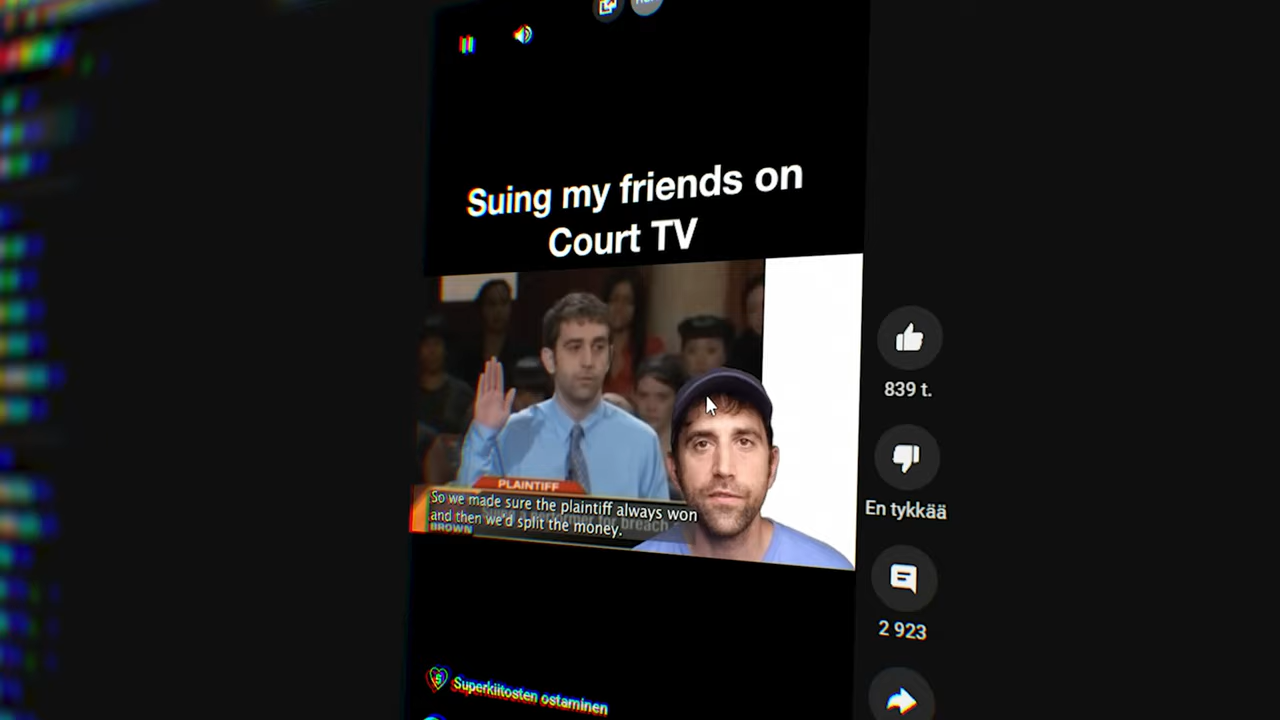 Suing my friends on
Court TV
PLAINTIFF
So we made sure the plaintiff always won
and then we'd split the money.
BROWN
839 t.
En tykkää
2 923
5
Superkiitosten ostaminen